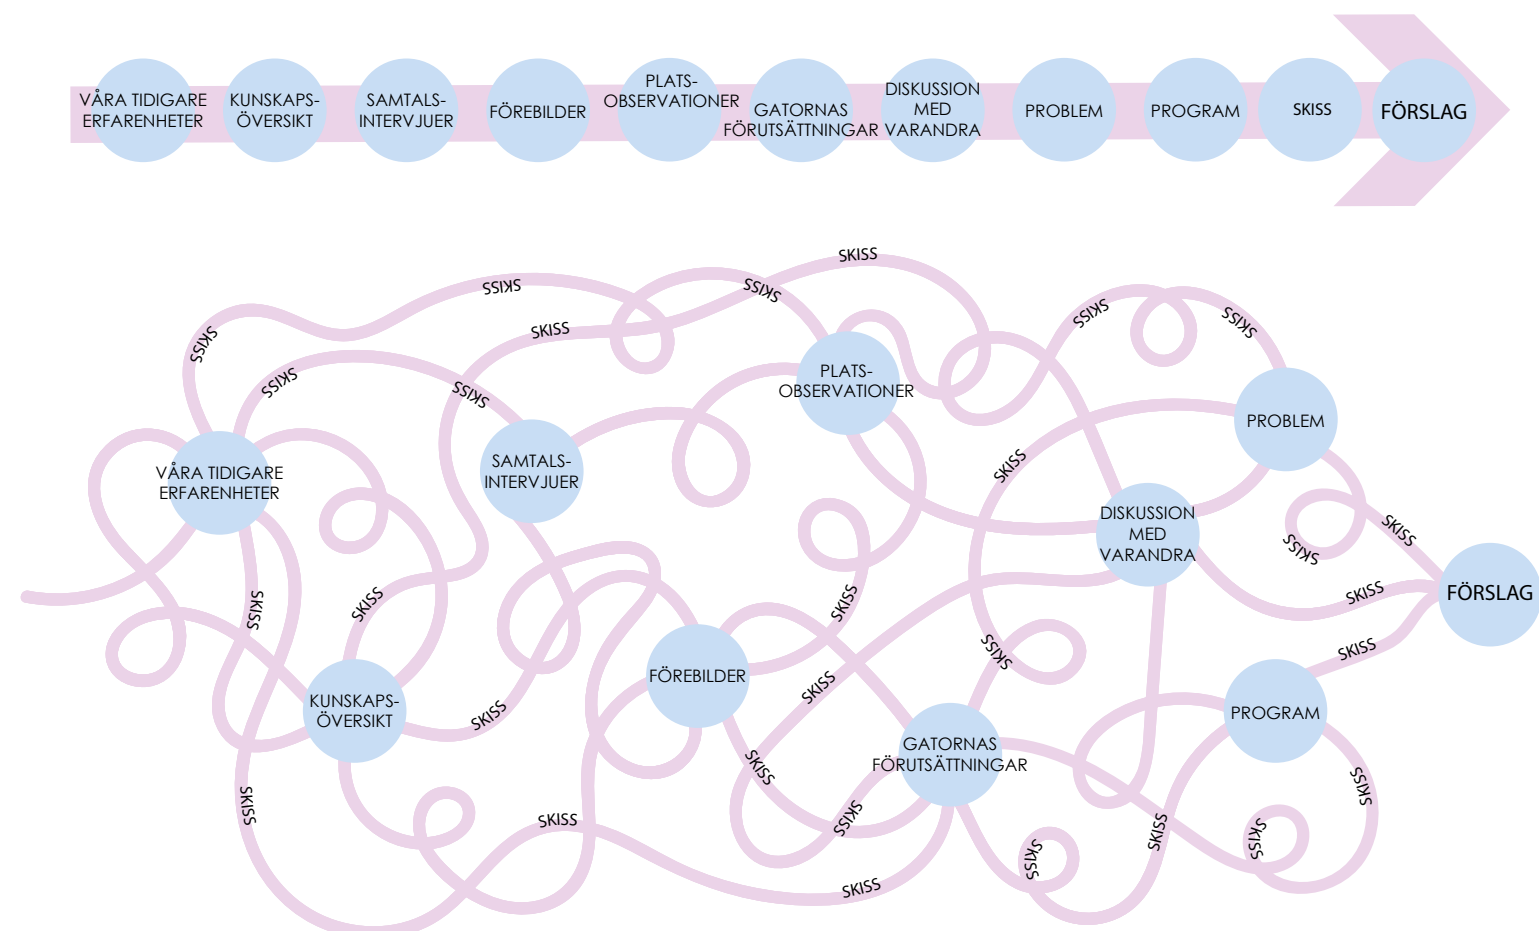 VÅRA TIDIGARE
ERFARENHETER
KUNSKAPS-
ÖVERSIKT
SAMTALS-
INTERVJUER
FÖREBILDER
PLATS-
OBSERVATIONER
GATORNAS
FÖRUTSÄTTNINGAR
DISKUSSION
MED
VARANDRA
PROBLEM
PROGRAM
SKISS
FÖRSLAG
SKISS
SKISS
SKISS
SKISS
SKISS
SKISS
SKISS
SKISS
SKISS
PLATS-
OBSERVATIONER
PROBLEM
SAMTALS-
INTERVJUER
VÅRA TIDIGARE
ERFARENHETER
SKISS
DISKUSSION
MED
VARANDRA
SKISS
SKISS
FÖRSLAG
SKISS
SKISS
SKISS
SKISS
SKISS
SKISS
FÖREBILDER
SKISS
KUNSKAPS-
ÖVERSIKT
SKISS
PROGRAM
GATORNAS
FÖRUTSÄTTNINGAR
SKISS
SKISS
SKISS
SKISS
SKISS
SKISS
SKISS
SKISS
SKISS